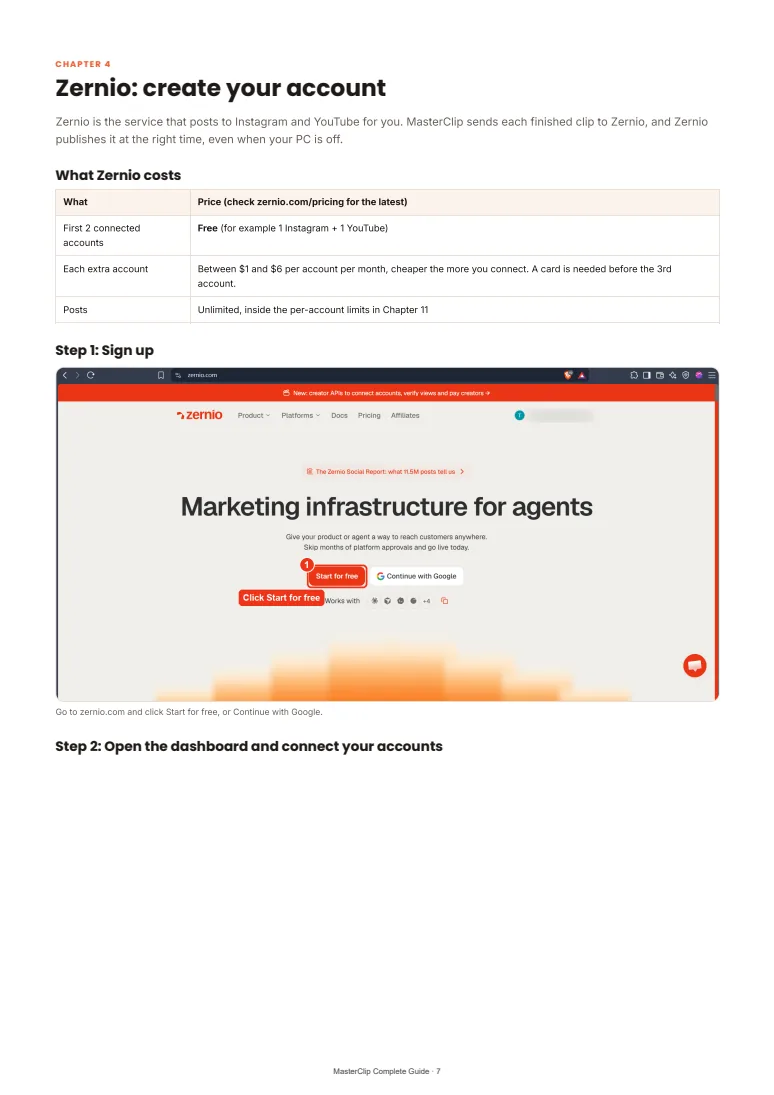 CHAPTER 4
Zernio: create your account
Zernio is the service that posts to Instagram and YouTube for you. MasterClip sends each finished clip to Zernio, and Zernio
publishes it at the right time, even when your PC is off.
What Zernio costs
What Price (check zernio.com/pricing for the latest)
First 2 connected
accounts
Free (for example 1 Instagram + 1 YouTube)
Each extra account
Between $1 and $6 per account per month, cheaper the more you connect. A card is needed before the 3rd
account.
Posts Unlimited, inside the per-account limits in Chapter 11
Step 1: Sign up
zernio.com
New: creator APIs to connect accounts, verify views and pay creators →
zernio Product Platforms Docs Pricing Affiliates
The Zernio Social Report: what 11.5M posts tell us
Marketing infrastructure for agents
Give your product or agent a way to reach customers anywhere.
Skip months of platform approvals and go live today.
1
Start for free Continue with Google
Click Start for free Works with +4
Go to zernio.com and click Start for free, or Continue with Google.
Step 2: Open the dashboard and connect your accounts
MasterClip Complete Guide · 7